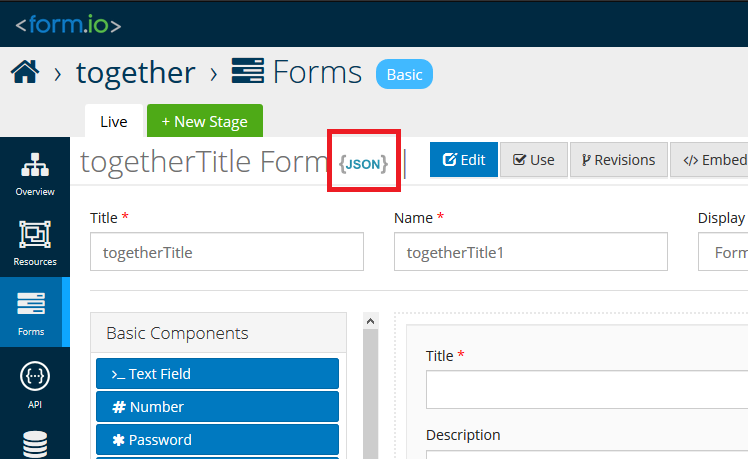 <form.io>
together > Forms Basic
Live + New Stage
togetherTitle Form {JSON} | Edit Use Revisions </> Embed
Overview
Resources
Forms
API
Title * Name * Display
togetherTitle togetherTitle1 Form
Basic Components
>_ Text Field
# Number
✱ Password
Title *
Description